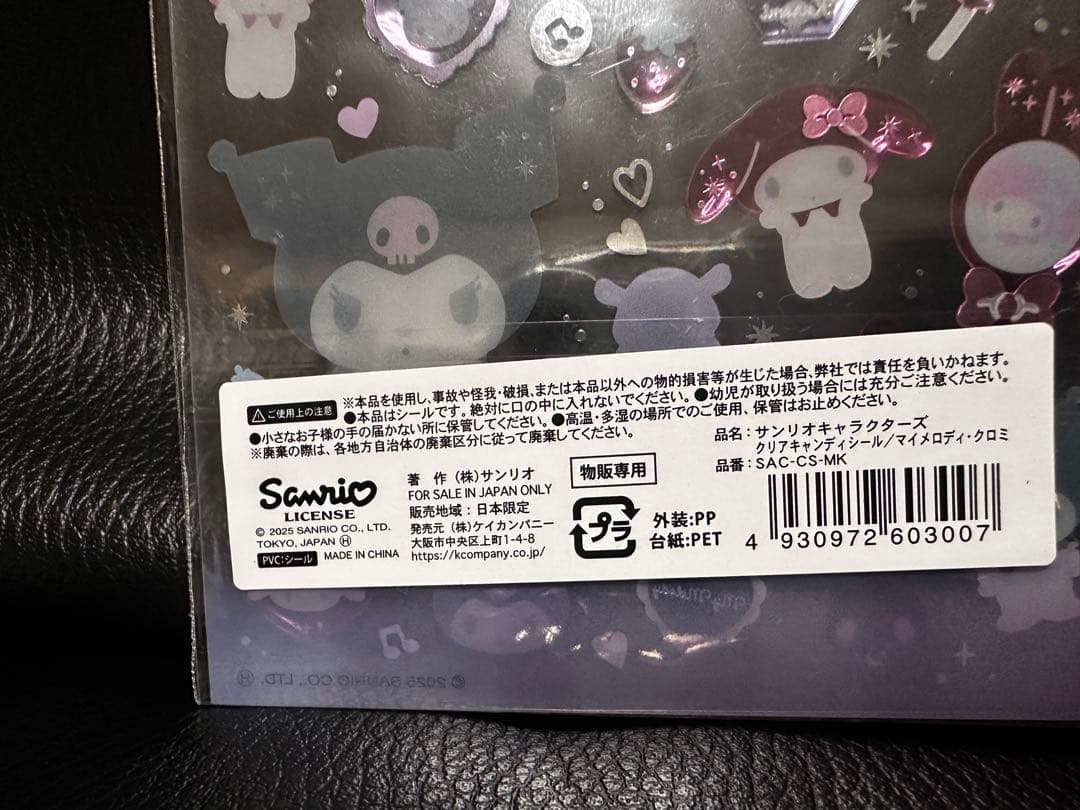 ⚠ご使用上の注意
※本品を使用し、事故や怪我・破損、または本品以外への物的損害等が生じた場合、弊社では責任を負いかねます。
●本品はシールです。絶対に口の中に入れないでください。●幼児が取り扱う場合には充分ご注意ください。
●小さなお子様の手の届かない所に保管してください。●高温・多湿の場所でのご使用、保管はお止めください。
※廃棄の際は、各地方自治体の廃棄区分に従って廃棄してください。
Sanrio
LICENSE
© 2025 SANRIO CO., LTD.
TOKYO, JAPAN Ⓗ
PVC:シール MADE IN CHINA
著 作 (株)サンリオ
FOR SALE IN JAPAN ONLY
販売地域：日本限定
発売元 (株)ケイカンパニー
大阪市中央区上町1-4-8
https://kcompany.co.jp/
物販専用
プラ
外装:PP
台紙:PET
品名：サンリオキャラクターズ
クリアキャンディシール/マイメロディ・クロミ
品番：SAC-CS-MK
4 930972 603007
© 2025 SANRIO CO., LTD. Ⓗ